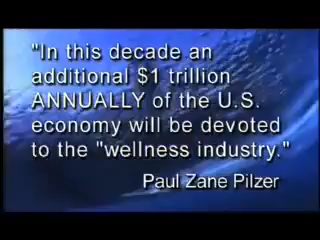 "In this decade an
additional $1 trillion
ANNUALLY of the U.S.
economy will be devoted
to the "wellness industry."
Paul Zane Pilzer